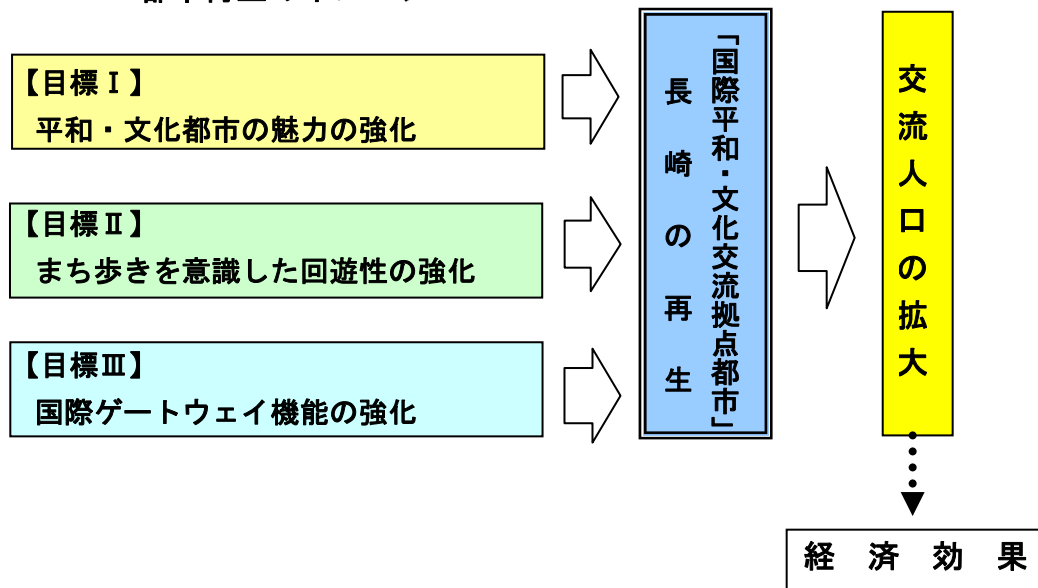 【目標Ⅰ】
平和・文化都市の魅力の強化
【目標Ⅱ】
まち歩きを意識した回遊性の強化
【目標Ⅲ】
国際ゲートウェイ機能の強化
「国際平和・文化交流拠点都市」
長崎の再生
交流人口の拡大
経済効果